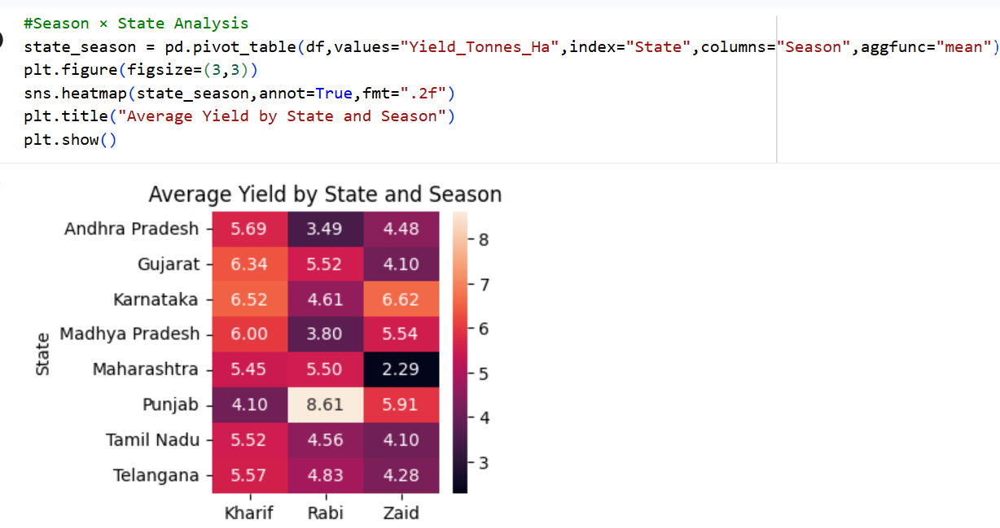 #Season × State Analysis
state_season = pd.pivot_table(df,values="Yield_Tonnes_Ha",index="State",columns="Season",aggfunc="mean")
plt.figure(figsize=(3,3))
sns.heatmap(state_season,annot=True,fmt=".2f")
plt.title("Average Yield by State and Season")
plt.show()
Average Yield by State and Season
Andhra Pradesh 5.69 3.49 4.48
8
Gujarat 6.34 5.52 4.10
7
Karnataka 6.52 4.61 6.62
6
Madhya Pradesh 6.00 3.80 5.54
State
Maharashtra 5.45 5.50 2.29
5
Punjab 4.10 8.61 5.91
4
Tamil Nadu 5.52 4.56 4.10
3
Telangana 5.57 4.83 4.28
Kharif Rabi Zaid